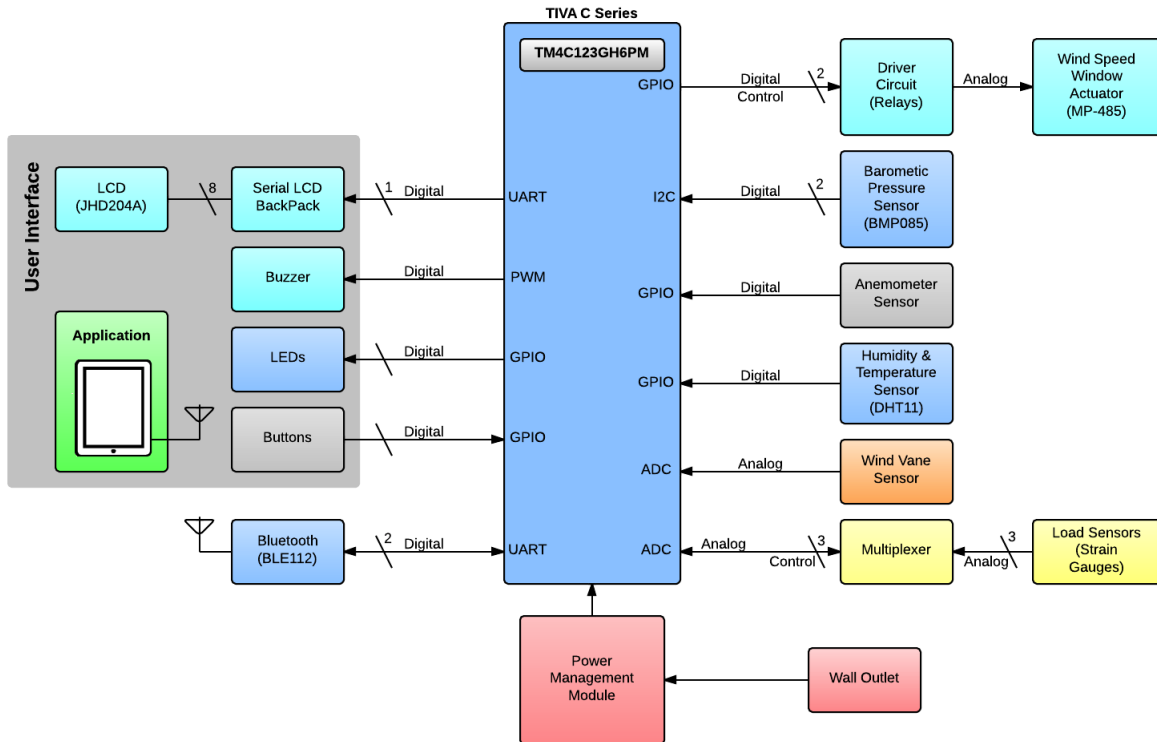 TIVA C Series
TM4C123GH6PM
User Interface
LCD
(JHD204A)
8
Serial LCD
BackPack
1
Digital
UART
Buzzer
Digital
PWM
Application
LEDs
Digital
GPIO
Buttons
Digital
GPIO
Bluetooth
(BLE112)
2
Digital
UART
GPIO
Digital
Control
2
Driver
Circuit
(Relays)
Analog
Wind Speed
Window
Actuator
(MP-485)
I2C
Digital
2
Barometic
Pressure
Sensor
(BMP085)
GPIO
Digital
Anemometer
Sensor
GPIO
Digital
Humidity &
Temperature
Sensor
(DHT11)
ADC
Analog
Wind Vane
Sensor
ADC
Analog
Control
3
Multiplexer
3
Analog
Load Sensors
(Strain
Gauges)
Power
Management
Module
Wall Outlet